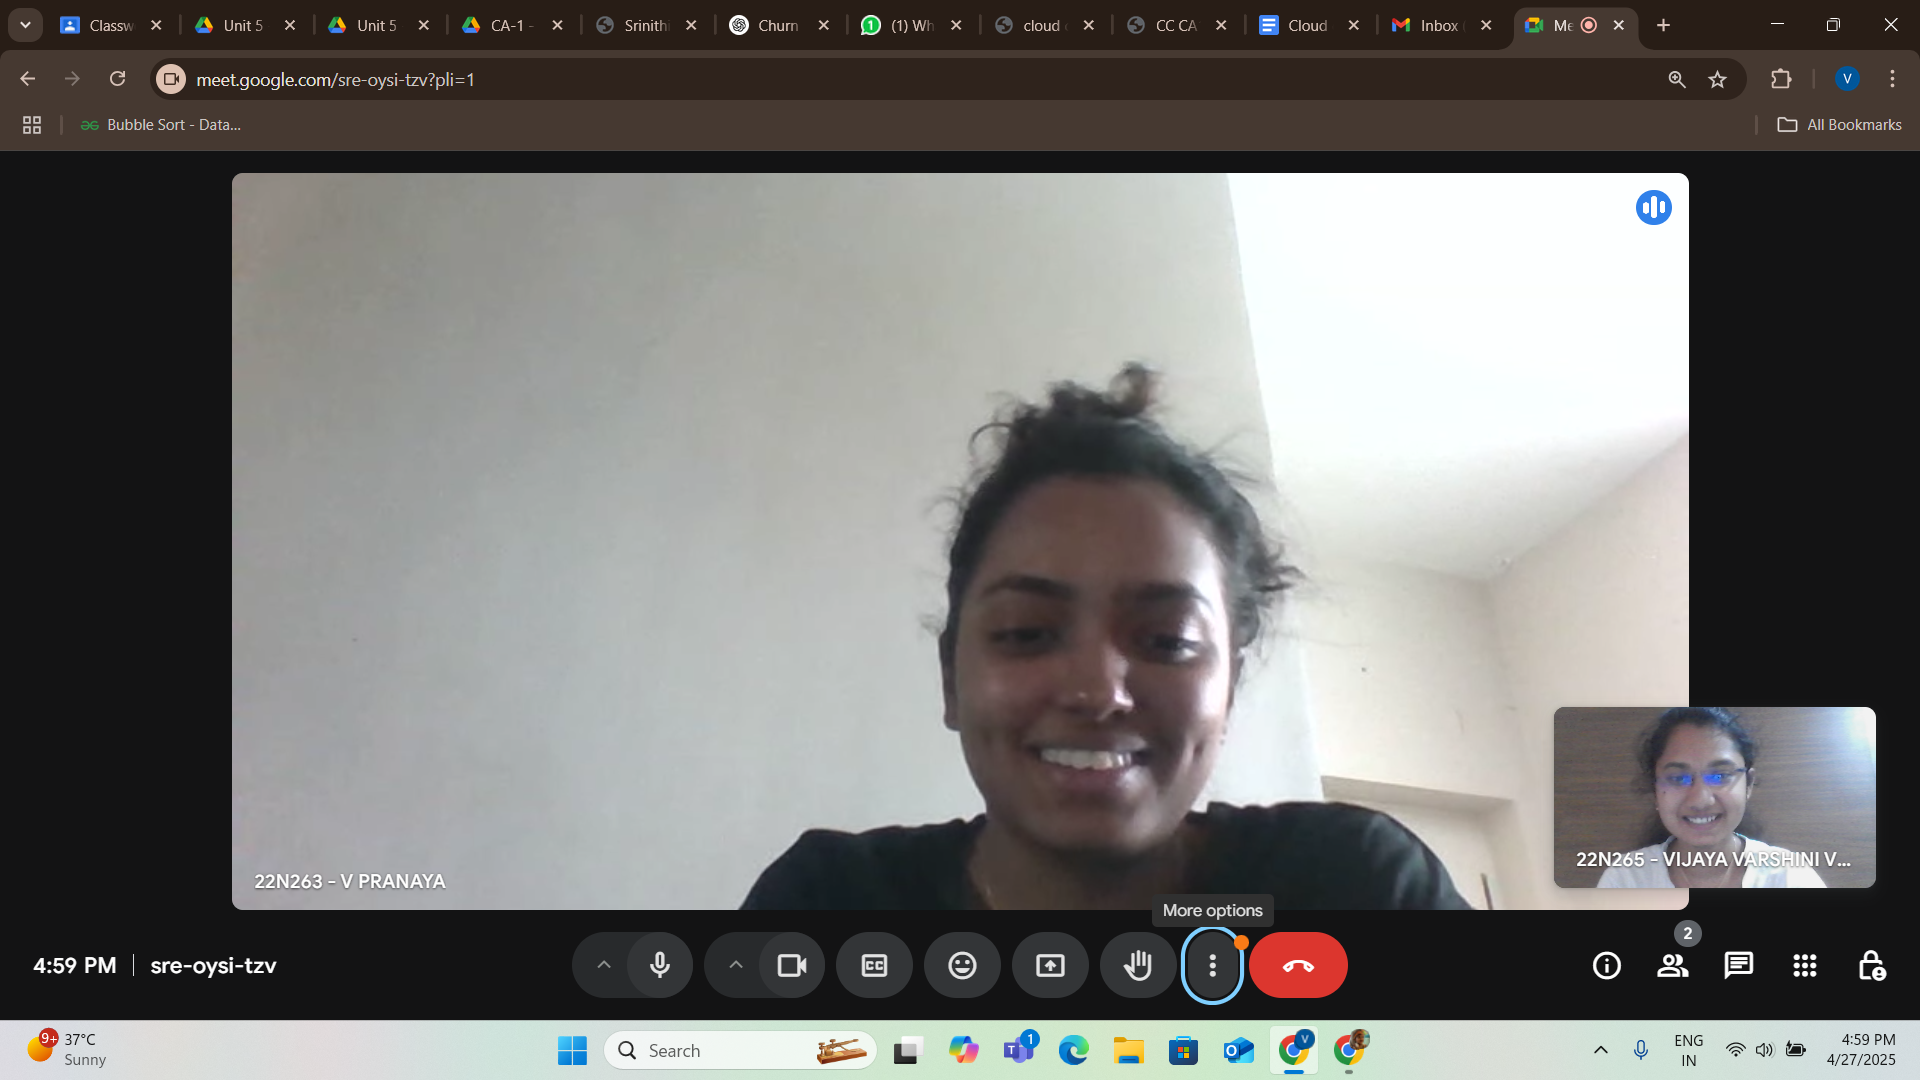 Classw
Unit 5
Unit 5
CA-1 -
Srinithi
Churn
(1) Wh
cloud
CC CA
Cloud
Inbox
Me
meet.google.com/sre-oysi-tzv?pli=1
V
Bubble Sort - Data...
All Bookmarks
22N263 - V PRANAYA
22N265 - VIJAYA VARSHINI V...
More options
4:59 PM
sre-oysi-tzv
CC
2
9+
37°C
Sunny
Search
1
V
ENG
IN
4:59 PM
4/27/2025